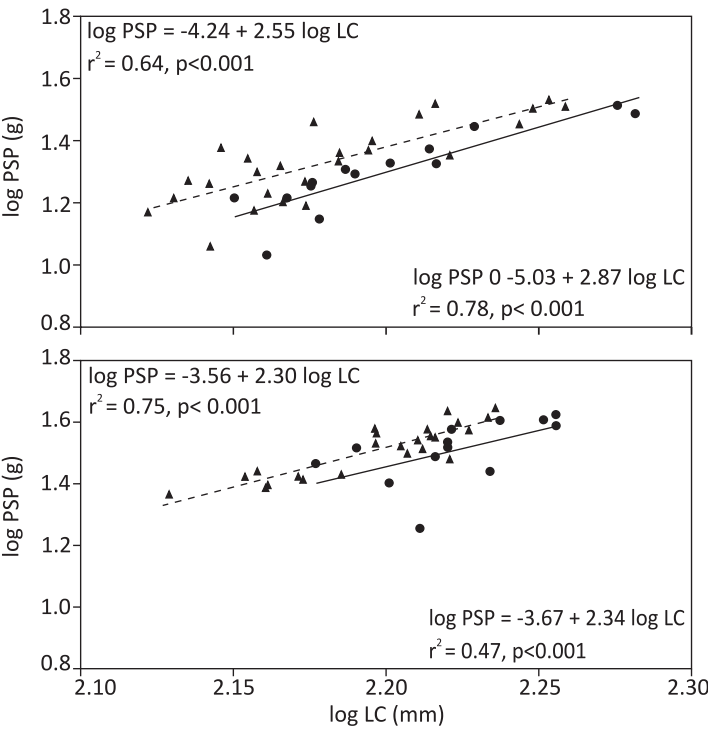 1.8
log PSP = -4.24 + 2.55 log LC
r2 = 0.64, p<0.001
1.6
1.4
log PSP (g)
1.2
1.0
log PSP 0 -5.03 + 2.87 log LC
r2 = 0.78, p< 0.001
0.8
1.8
log PSP = -3.56 + 2.30 log LC
r2 = 0.75, p< 0.001
1.6
1.4
log PSP (g)
1.2
1.0
log PSP = -3.67 + 2.34 log LC
r2 = 0.47, p<0.001
0.8
2.10 2.15 2.20 2.25 2.30
log LC (mm)